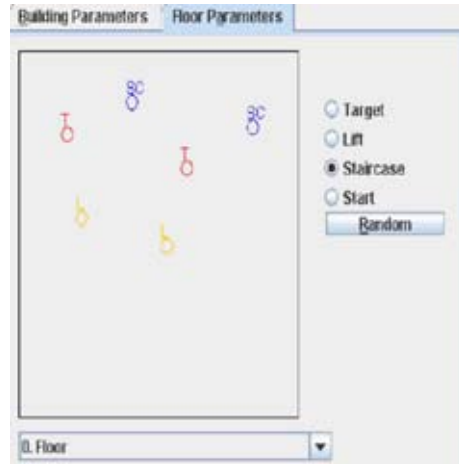 Building Parameters Floor Parameters
SC
SC
T
T
L
L
Target
Lift
Staircase
Start
Random
0. Floor